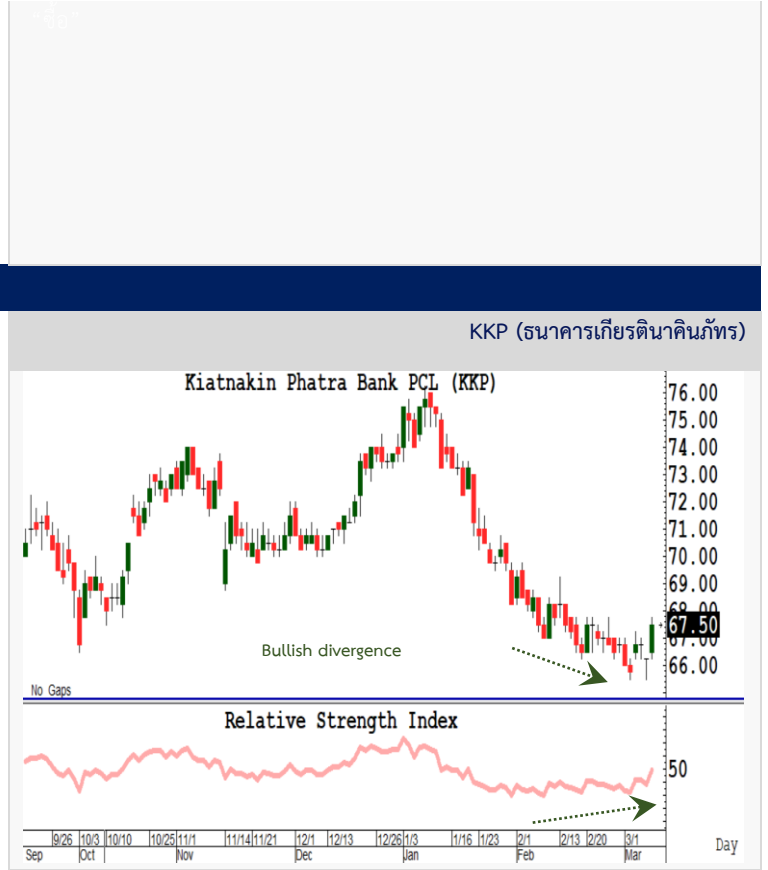 "ซื้อ"
KKP (ธนาคารเกียรตินาคินภัทร)
Kiatnakin Phatra Bank PCL (KKP)
76.00
75.00
74.00
73.00
72.00
71.00
70.00
69.00
68.00
67.50
67.00
66.00
Bullish divergence
No Gaps
Relative Strength Index
50
9/26 10/3 10/10 10/25 11/1 11/14 11/21 12/1 12/13 12/26 1/3 1/16 1/23 2/1 2/13 2/20 3/1
Sep Oct Nov Dec Jan Feb Mar
Day